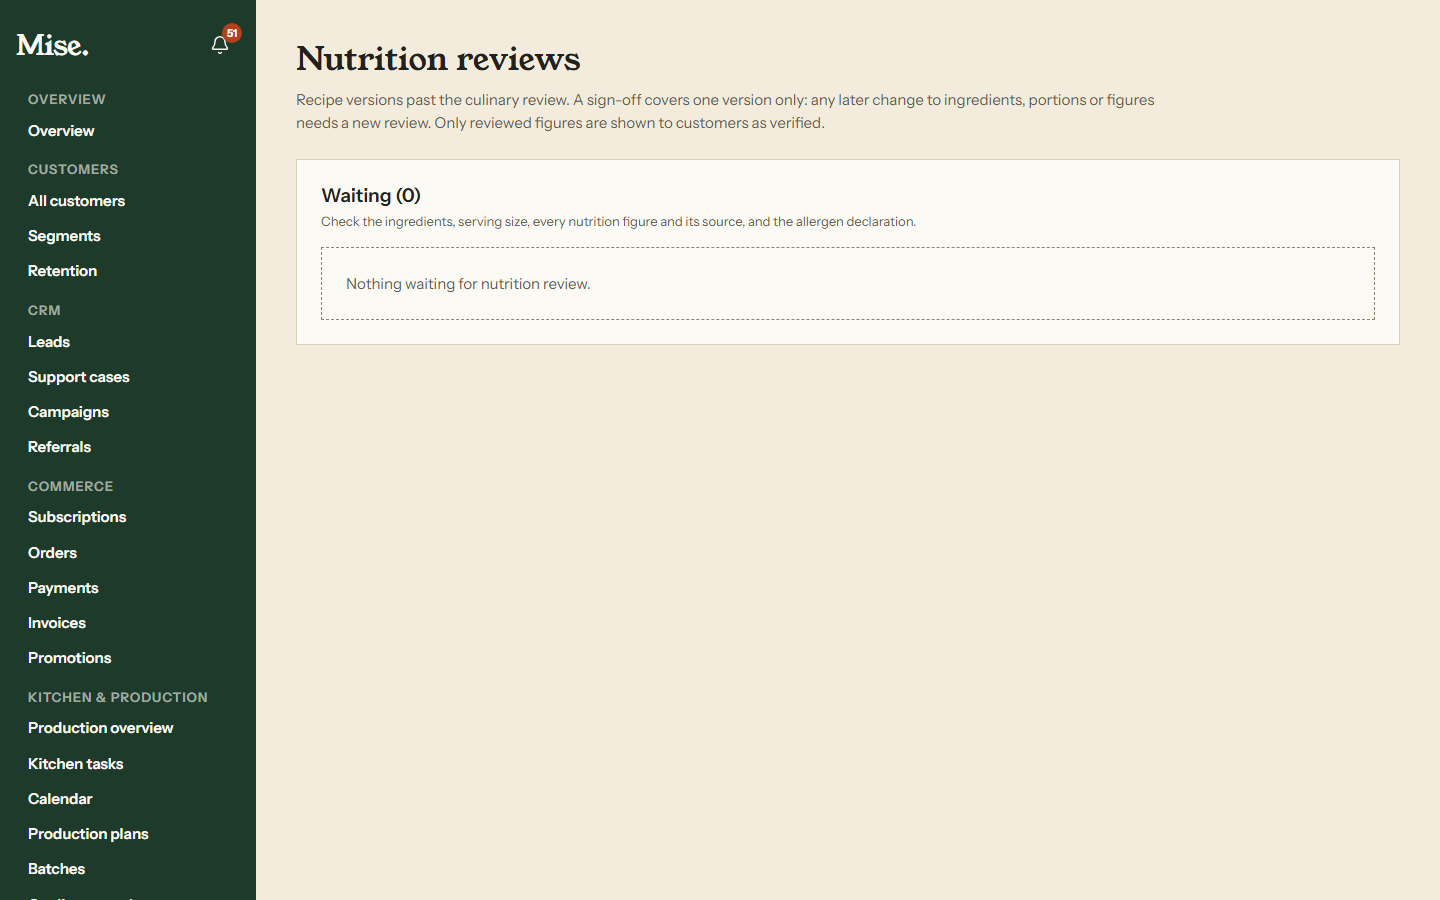 Mise.
51
OVERVIEW
Overview
CUSTOMERS
All customers
Segments
Retention
CRM
Leads
Support cases
Campaigns
Referrals
COMMERCE
Subscriptions
Orders
Payments
Invoices
Promotions
KITCHEN & PRODUCTION
Production overview
Kitchen tasks
Calendar
Production plans
Batches
Nutrition reviews
Recipe versions past the culinary review. A sign-off covers one version only: any later change to ingredients, portions or figures
needs a new review. Only reviewed figures are shown to customers as verified.
Waiting (0)
Check the ingredients, serving size, every nutrition figure and its source, and the allergen declaration.
Nothing waiting for nutrition review.